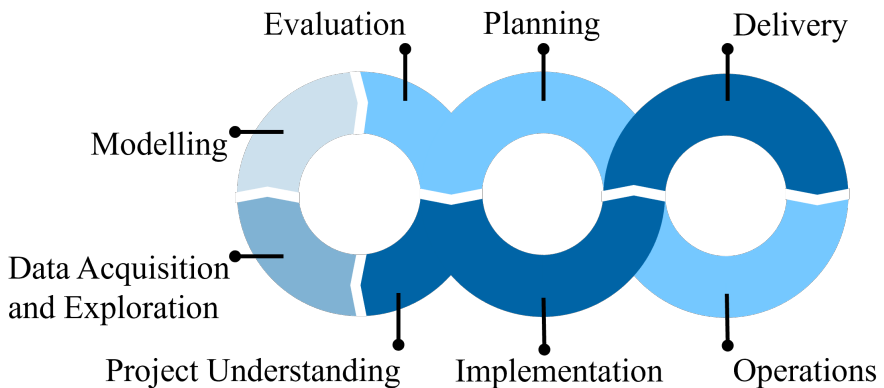 Evaluation
Planning
Delivery
Modelling
Data Acquisition
and Exploration
Project Understanding
Implementation
Operations